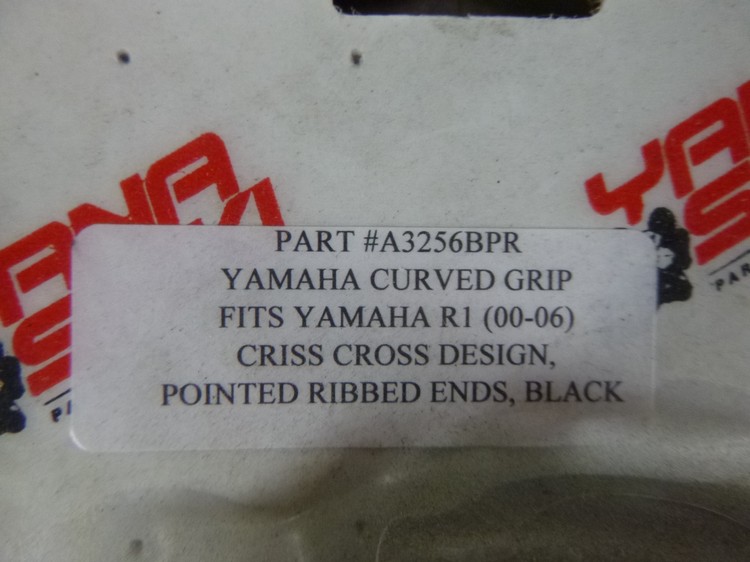 PART #A3256BPR
YAMAHA CURVED GRIP
FITS YAMAHA R1 (00-06)
CRISS CROSS DESIGN,
POINTED RIBBED ENDS, BLACK